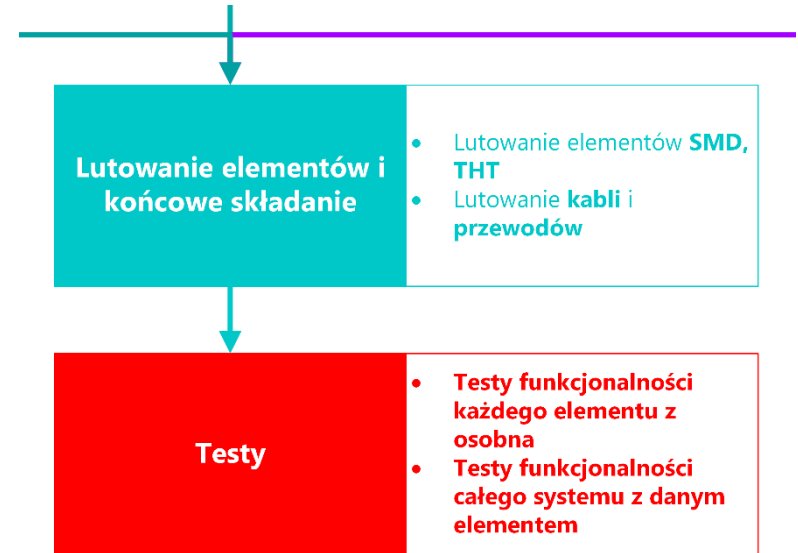 Lutowanie elementów i
końcowe składanie
• Lutowanie elementów SMD,
THT
• Lutowanie kabli i
przewodów
Testy
• Testy funkcjonalności
każdego elementu z
osobna
• Testy funkcjonalności
całego systemu z danym
elementem